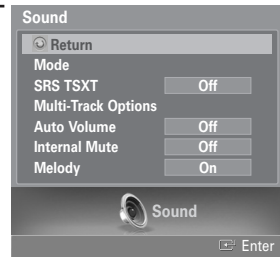 Sound
Return
Mode
SRS TSXT Off
Multi-Track Options
Auto Volume Off
Internal Mute Off
Melody On
Sound
Enter